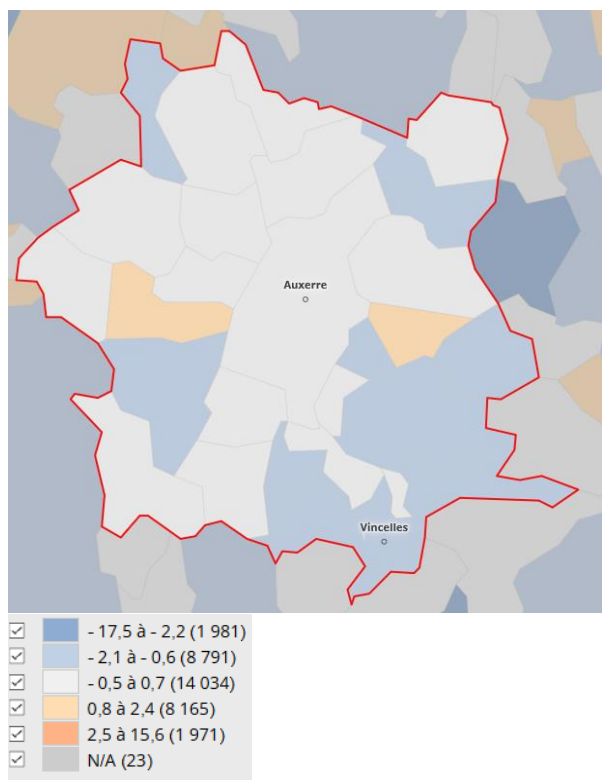 Auxerre
Vincelles
- 17,5 à - 2,2 (1 981)
- 2,1 à - 0,6 (8 791)
- 0,5 à 0,7 (14 034)
0,8 à 2,4 (8 165)
2,5 à 15,6 (1 971)
N/A (23)